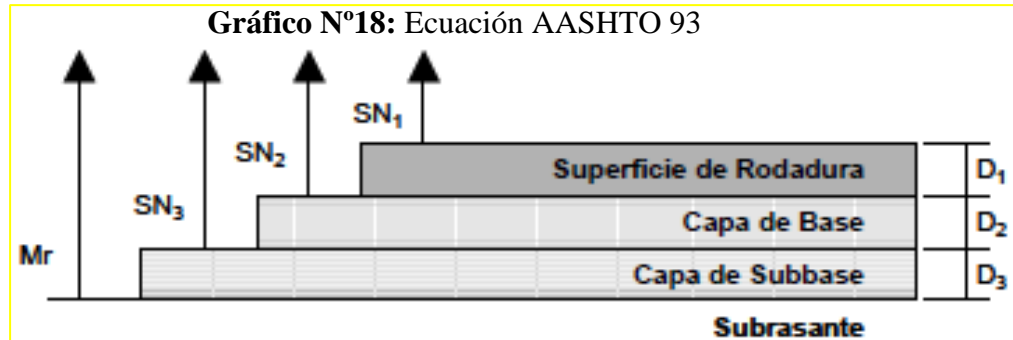 Gráfico Nº18: Ecuación AASHTO 93
SN₁
SN₂
SN₃
Mr
Superficie de Rodadura
D₁
Capa de Base
D₂
Capa de Subbase
D₃
Subrasante